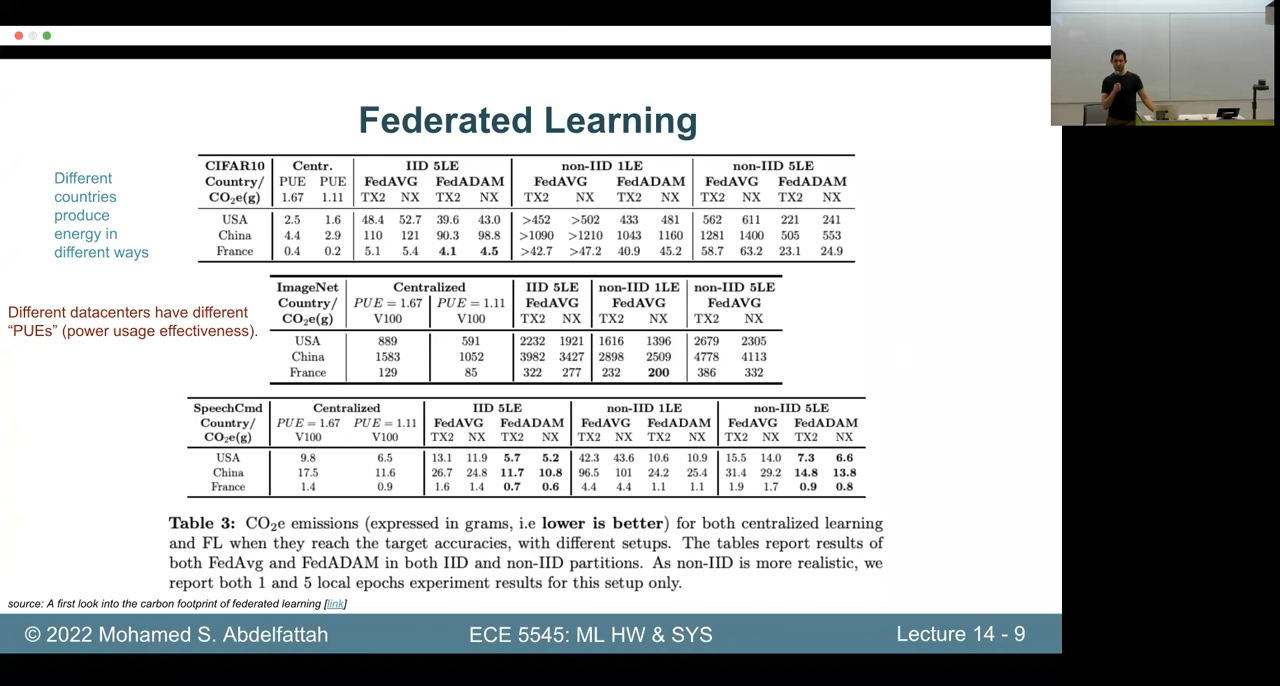 Federated Learning
Different
countries
produce
energy in
different ways
Different datacenters have different
“PUEs” (power usage effectiveness).
CIFAR10 Centr. IID 5LE non-IID 1LE non-IID 5LE
Country/ PUE PUE FedAVG FedADAM FedAVG FedADAM FedAVG FedADAM
CO₂e(g) 1.67 1.11 TX2 NX TX2 NX TX2 NX TX2 NX TX2 NX TX2 NX
USA 2.5 1.6 48.4 52.7 39.6 43.0 >452 >502 433 481 562 611 221 241
China 4.4 2.9 110 121 90.3 98.8 >1090 >1210 1043 1160 1281 1400 505 553
France 0.4 0.2 5.1 5.4 4.1 4.5 >42.7 >47.2 40.9 45.2 58.7 63.2 23.1 24.9
ImageNet Centralized IID 5LE non-IID 1LE non-IID 5LE
Country/ PUE = 1.67 PUE = 1.11 FedAVG FedAVG FedAVG
CO₂e(g) V100 V100 TX2 NX TX2 NX TX2 NX
USA 889 591 2232 1921 1616 1396 2679 2305
China 1583 1052 3982 3427 2898 2509 4778 4113
France 129 85 322 277 232 200 386 332
SpeechCmd Centralized IID 5LE non-IID 1LE non-IID 5LE
Country/ PUE = 1.67 PUE = 1.11 FedAVG FedADAM FedAVG FedADAM FedAVG FedADAM
CO₂e(g) V100 V100 TX2 NX TX2 NX TX2 NX TX2 NX TX2 NX TX2 NX
USA 9.8 6.5 13.1 11.9 5.7 5.2 42.3 43.6 10.6 10.9 15.5 14.0 7.3 6.6
China 17.5 11.6 26.7 24.8 11.7 10.8 96.5 101 24.2 25.4 31.4 29.2 14.8 13.8
France 1.4 0.9 1.6 1.4 0.7 0.6 4.4 4.4 1.1 1.1 1.9 1.7 0.9 0.8
Table 3: CO₂e emissions (expressed in grams, i.e lower is better) for both centralized learning
and FL when they reach the target accuracies, with different setups. The tables report results of
both FedAvg and FedADAM in both IID and non-IID partitions. As non-IID is more realistic, we
report both 1 and 5 local epochs experiment results for this setup only.
source: A first look into the carbon footprint of federated learning [link]
© 2022 Mohamed S. Abdelfattah ECE 5545: ML HW & SYS Lecture 14 - 9